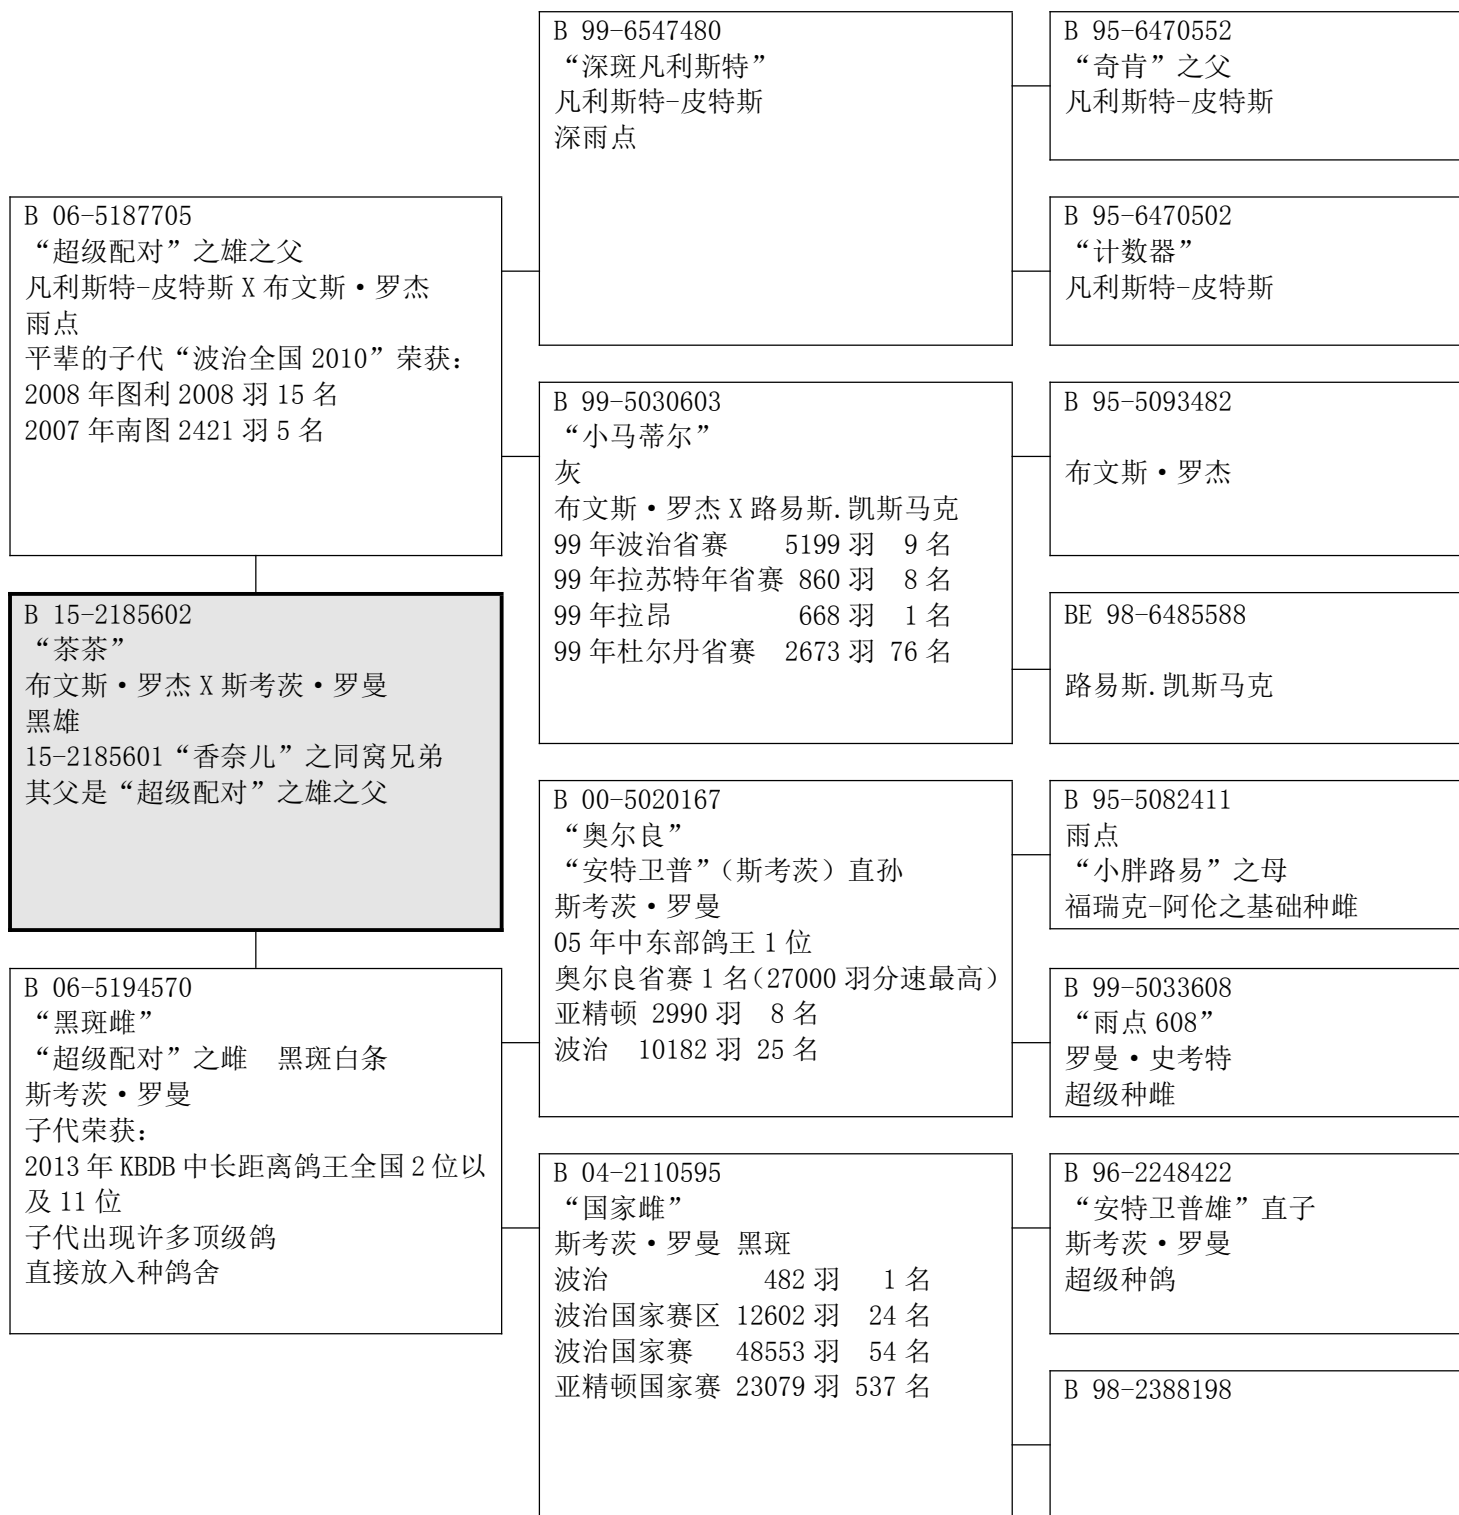 B 06-5187705
“超级配对”之雄之父
凡利斯特-皮特斯 X 布文斯•罗杰
雨点
平辈的子代“波治全国 2010”荣获：
2008 年图利 2008 羽 15 名
2007 年南图 2421 羽 5 名
B 15-2185602
“茶茶”
布文斯•罗杰 X 斯考茨•罗曼
黑雄
15-2185601“香奈儿”之同窝兄弟
其父是“超级配对”之雄之父
B 06-5194570
“黑斑雌”
“超级配对”之雌 黑斑白条
斯考茨•罗曼
子代荣获：
2013 年 KBDB 中长距离鸽王全国 2 位以
及 11 位
子代出现许多顶级鸽
直接放入种鸽舍
B 99-6547480
“深斑凡利斯特”
凡利斯特-皮特斯
深雨点
B 99-5030603
“小马蒂尔”
灰
布文斯•罗杰 X 路易斯.凯斯马克
99 年波治省赛 5199 羽 9 名
99 年拉苏特年省赛 860 羽 8 名
99 年拉昂 668 羽 1 名
99 年杜尔丹省赛 2673 羽 76 名
B 00-5020167
“奥尔良”
“安特卫普”（斯考茨）直孙
斯考茨•罗曼
05 年中东部鸽王 1 位
奥尔良省赛 1 名(27000 羽分速最高)
亚精顿 2990 羽 8 名
波治 10182 羽 25 名
B 04-2110595
“国家雌”
斯考茨•罗曼 黑斑
波治 482 羽 1 名
波治国家赛区 12602 羽 24 名
波治国家赛 48553 羽 54 名
亚精顿国家赛 23079 羽 537 名
B 95-6470552
“奇肯”之父
凡利斯特-皮特斯
B 95-6470502
“计数器”
凡利斯特-皮特斯
B 95-5093482
布文斯•罗杰
BE 98-6485588
路易斯.凯斯马克
B 95-5082411
雨点
“小胖路易”之母
福瑞克-阿伦之基础种雌
B 99-5033608
“雨点 608”
罗曼•史考特
超级种雌
B 96-2248422
“安特卫普雄”直子
斯考茨•罗曼
超级种鸽
B 98-2388198